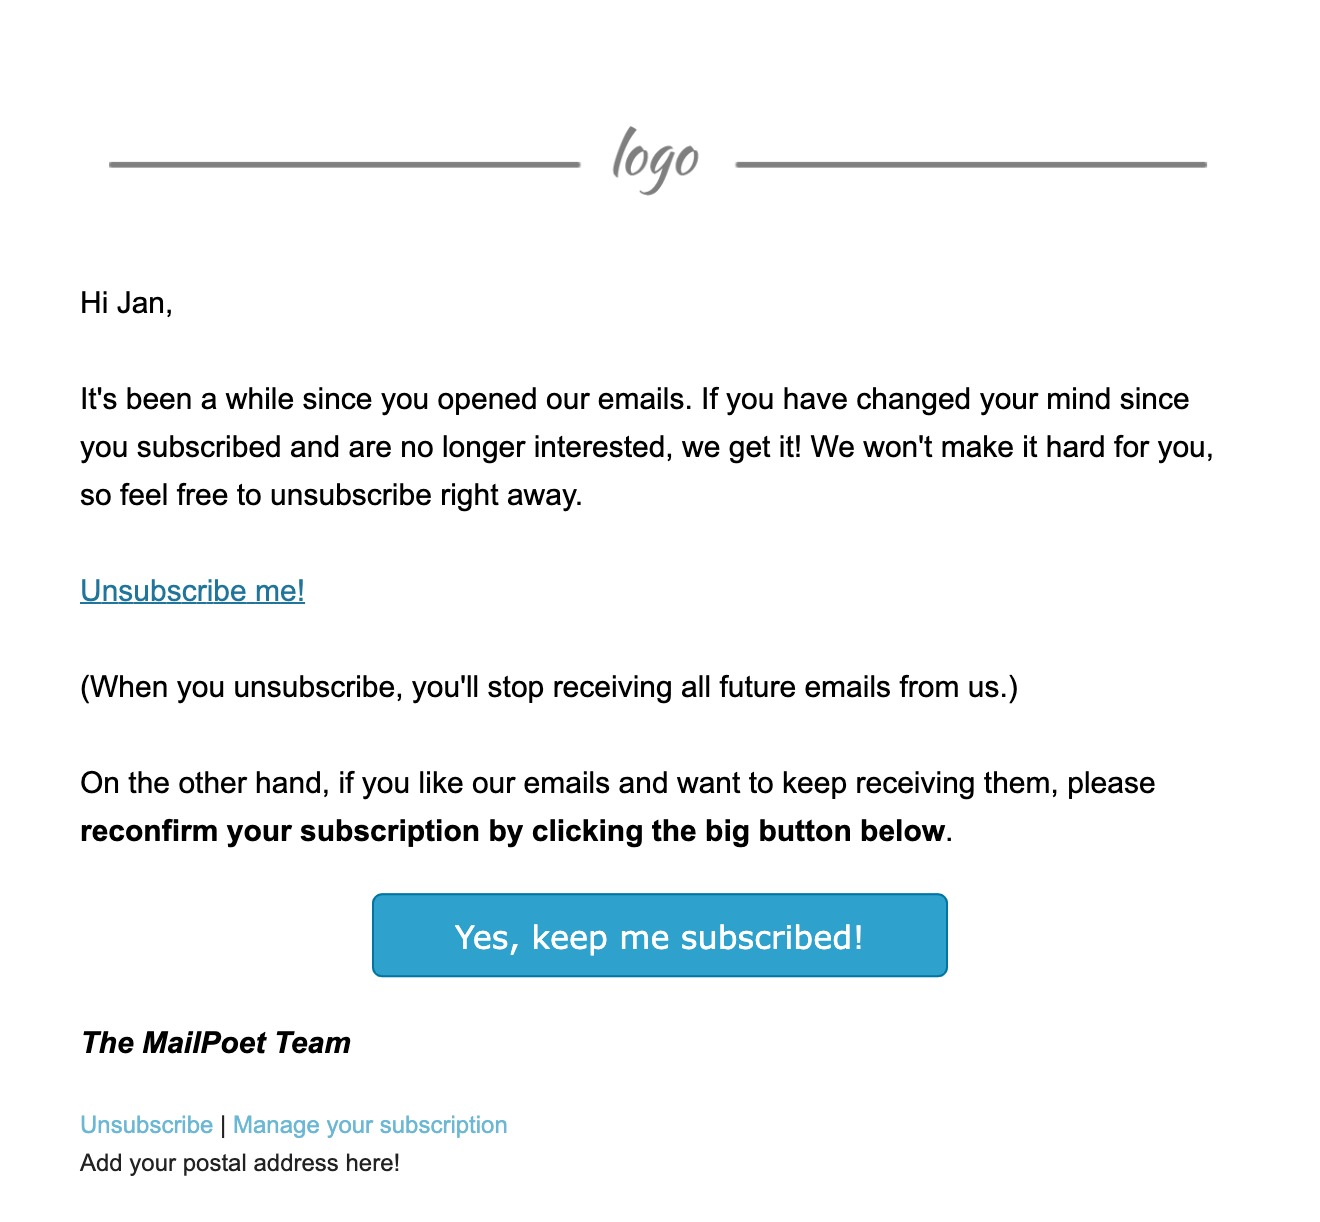 logo
Hi Jan,
It's been a while since you opened our emails. If you have changed your mind since
you subscribed and are no longer interested, we get it! We won't make it hard for you,
so feel free to unsubscribe right away.
Unsubscribe me!
(When you unsubscribe, you'll stop receiving all future emails from us.)
On the other hand, if you like our emails and want to keep receiving them, please
reconfirm your subscription by clicking the big button below.
Yes, keep me subscribed!
The MailPoet Team
Unsubscribe | Manage your subscription
Add your postal address here!